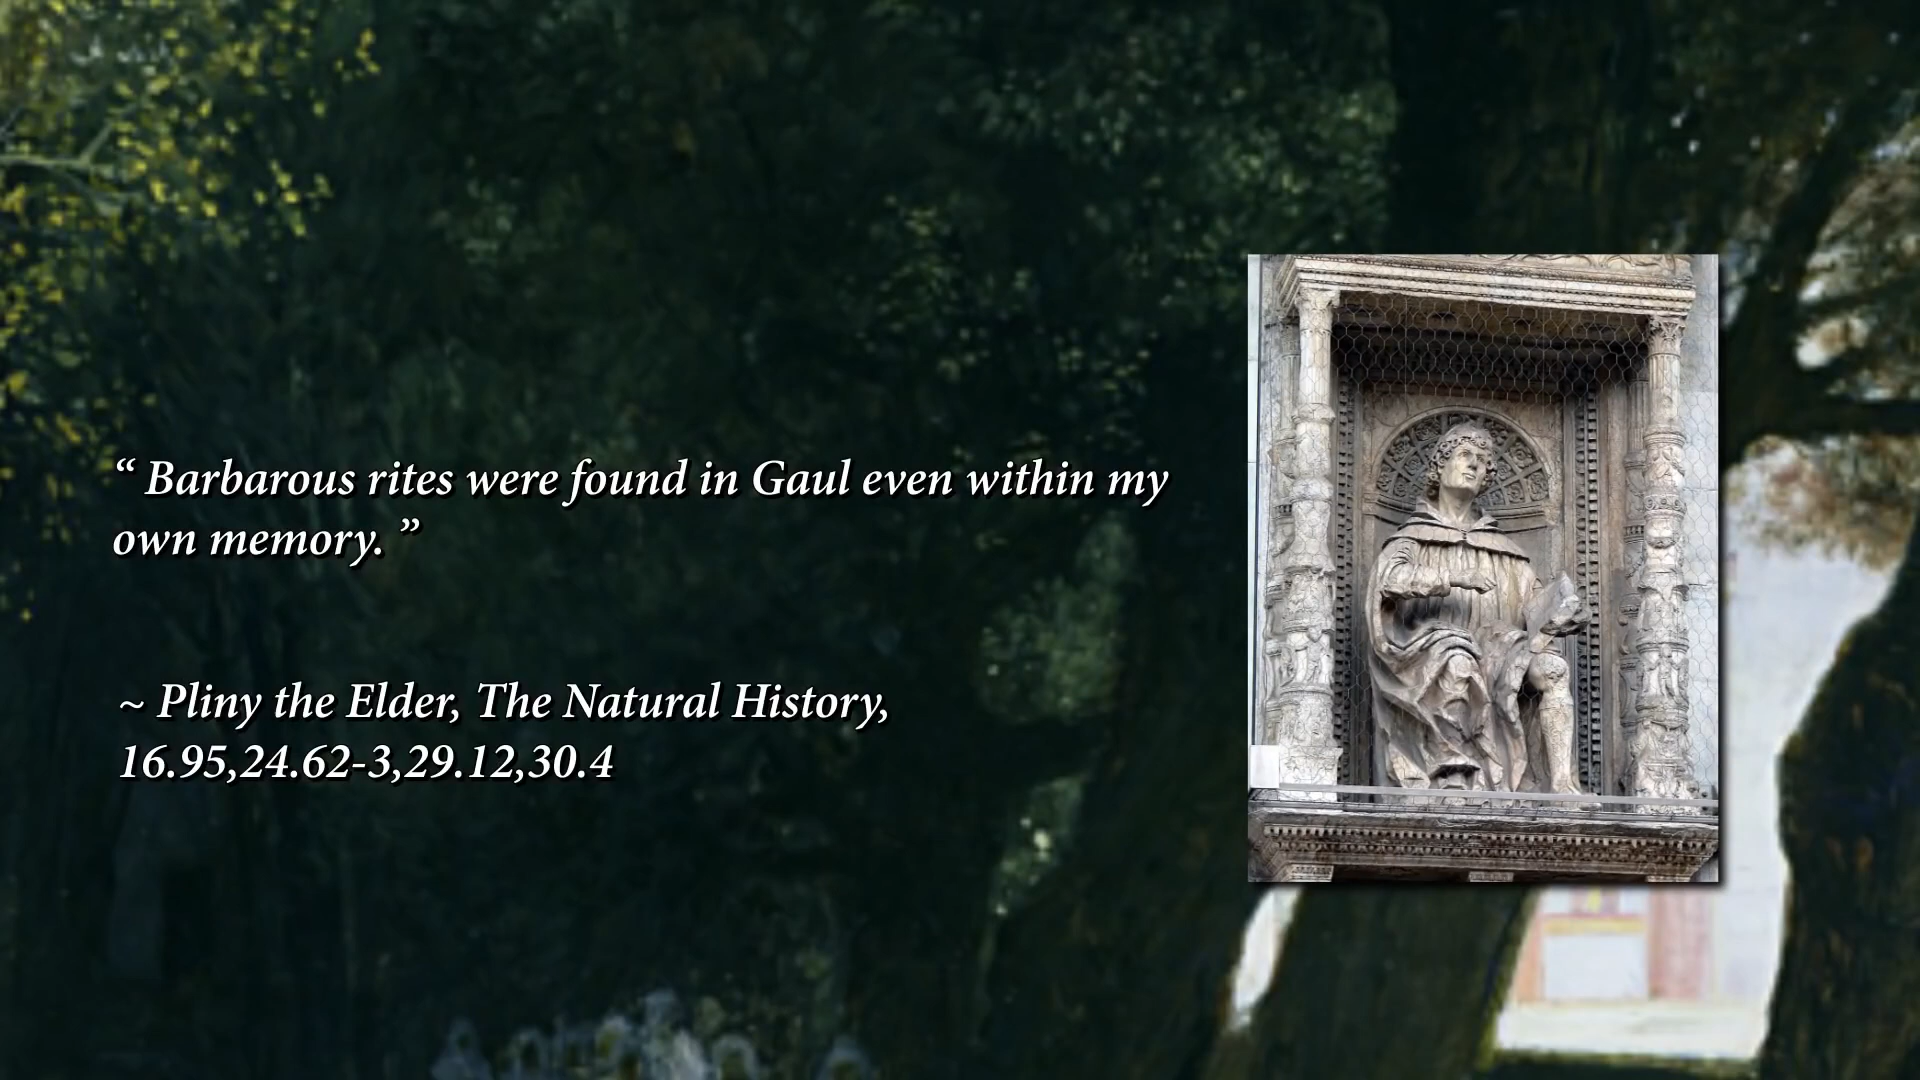 “ Barbarous rites were found in Gaul even within my
own memory. ”
~ Pliny the Elder, The Natural History,
16.95,24.62-3,29.12,30.4